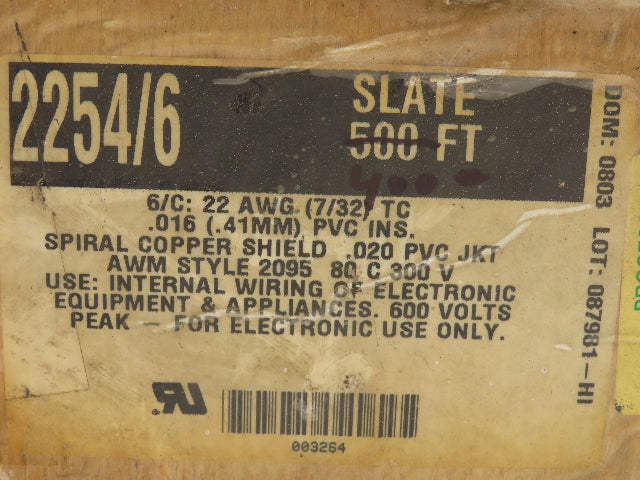 2254/6
SLATE
500 FT
400
6/C: 22 AWG (7/32) TC
.016 (.41MM) PVC INS.
SPIRAL COPPER SHIELD .020 PVC JKT
AWM STYLE 2095 80 C 300 V
USE: INTERNAL WIRING OF ELECTRONIC
EQUIPMENT & APPLIANCES. 600 VOLTS
PEAK — FOR ELECTRONIC USE ONLY.
003264
DOM: 0803 LOT: 087981-HI